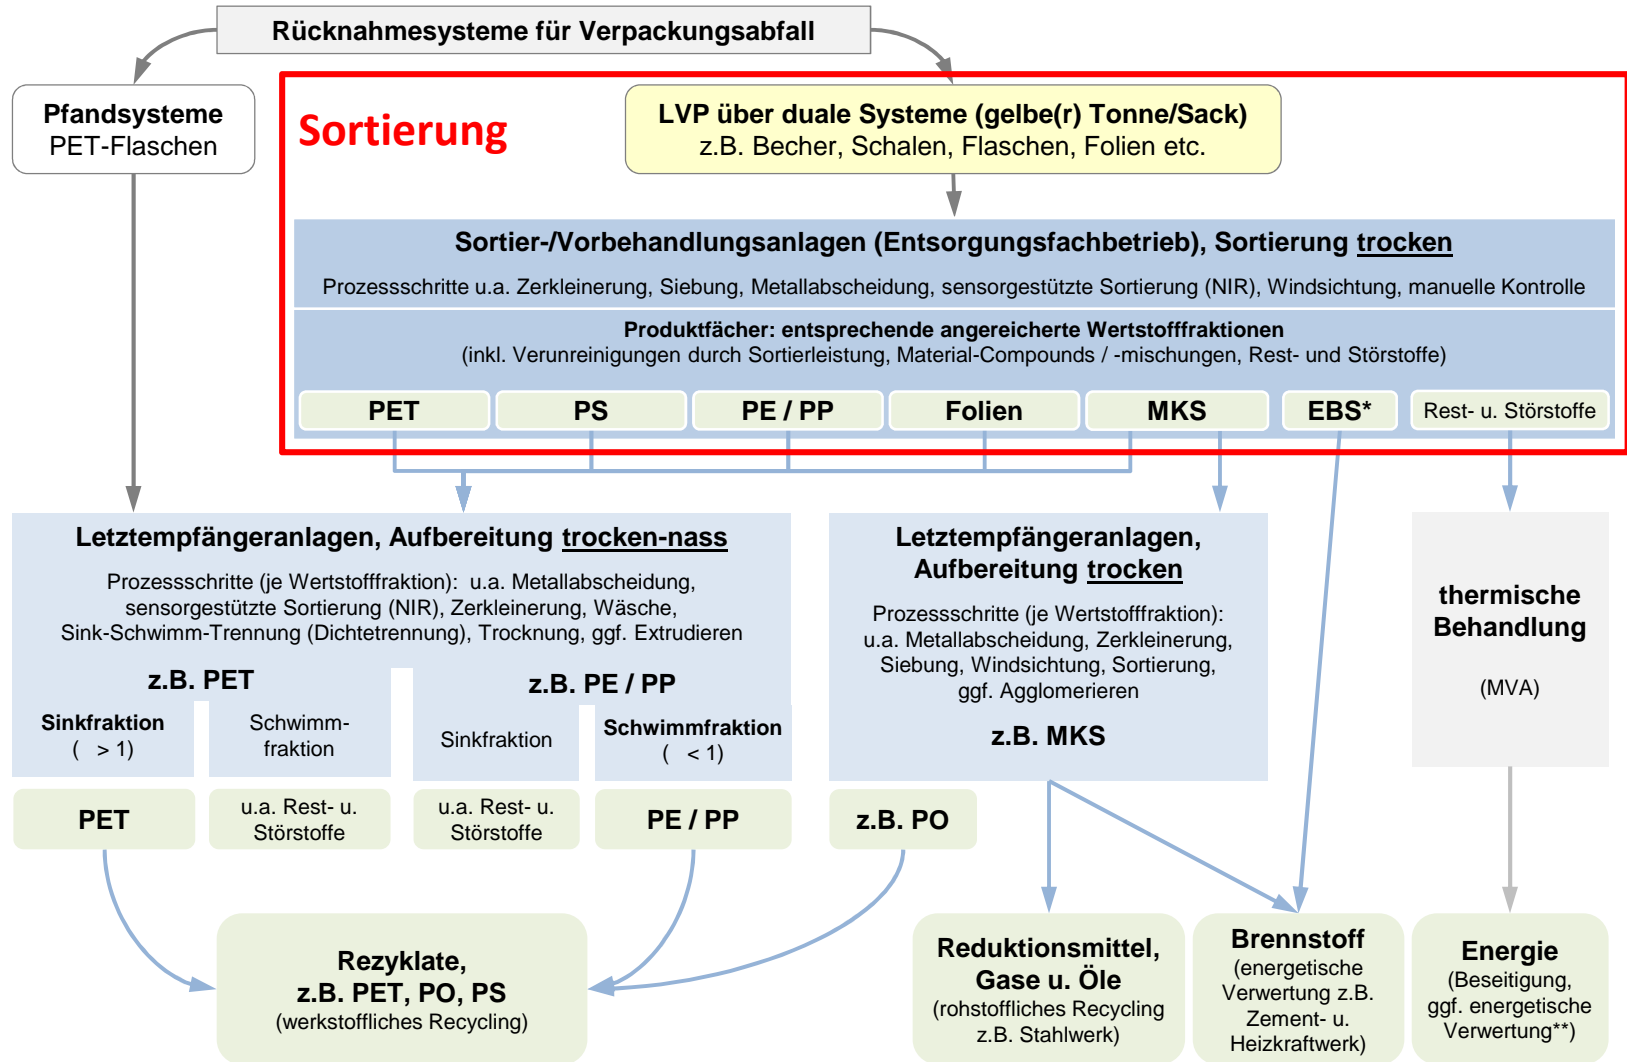 Rücknahmesysteme für Verpackungsabfall
Pfandsysteme
PET-Flaschen
Sortierung
LVP über duale Systeme (gelbe(r) Tonne/Sack)
z.B. Becher, Schalen, Flaschen, Folien etc.
Sortier-/Vorbehandlungsanlagen (Entsorgungsfachbetrieb), Sortierung trocken
Prozessschritte u.a. Zerkleinerung, Siebung, Metallabscheidung, sensorgestützte Sortierung (NIR), Windsichtung, manuelle Kontrolle
Produktfächer: entsprechende angereicherte Wertstofffraktionen
(inkl. Verunreinigungen durch Sortierleistung, Material-Compounds / -mischungen, Rest- und Störstoffe)
PET
PS
PE / PP
Folien
MKS
EBS*
Rest- u. Störstoffe
Letztempfängeranlagen, Aufbereitung trocken-nass
Prozessschritte (je Wertstofffraktion): u.a. Metallabscheidung,
sensorgestützte Sortierung (NIR), Zerkleinerung, Wäsche,
Sink-Schwimm-Trennung (Dichtetrennung), Trocknung, ggf. Extrudieren
z.B. PET
z.B. PE / PP
Sinkfraktion
( > 1)
Schwimm-
fraktion
Sinkfraktion
Schwimmfraktion
( < 1)
PET
u.a. Rest- u.
Störstoffe
u.a. Rest- u.
Störstoffe
PE / PP
Letztempfängeranlagen,
Aufbereitung trocken
Prozessschritte (je Wertstofffraktion):
u.a. Metallabscheidung, Zerkleinerung,
Siebung, Windsichtung, Sortierung,
ggf. Agglomerieren
z.B. MKS
z.B. PO
thermische
Behandlung
(MVA)
Rezyklate,
z.B. PET, PO, PS
(werkstoffliches Recycling)
Reduktionsmittel,
Gase u. Öle
(rohstoffliches Recycling
z.B. Stahlwerk)
Brennstoff
(energetische
Verwertung z.B.
Zement- u.
Heizkraftwerk)
Energie
(Beseitigung,
ggf. energetische
Verwertung**)